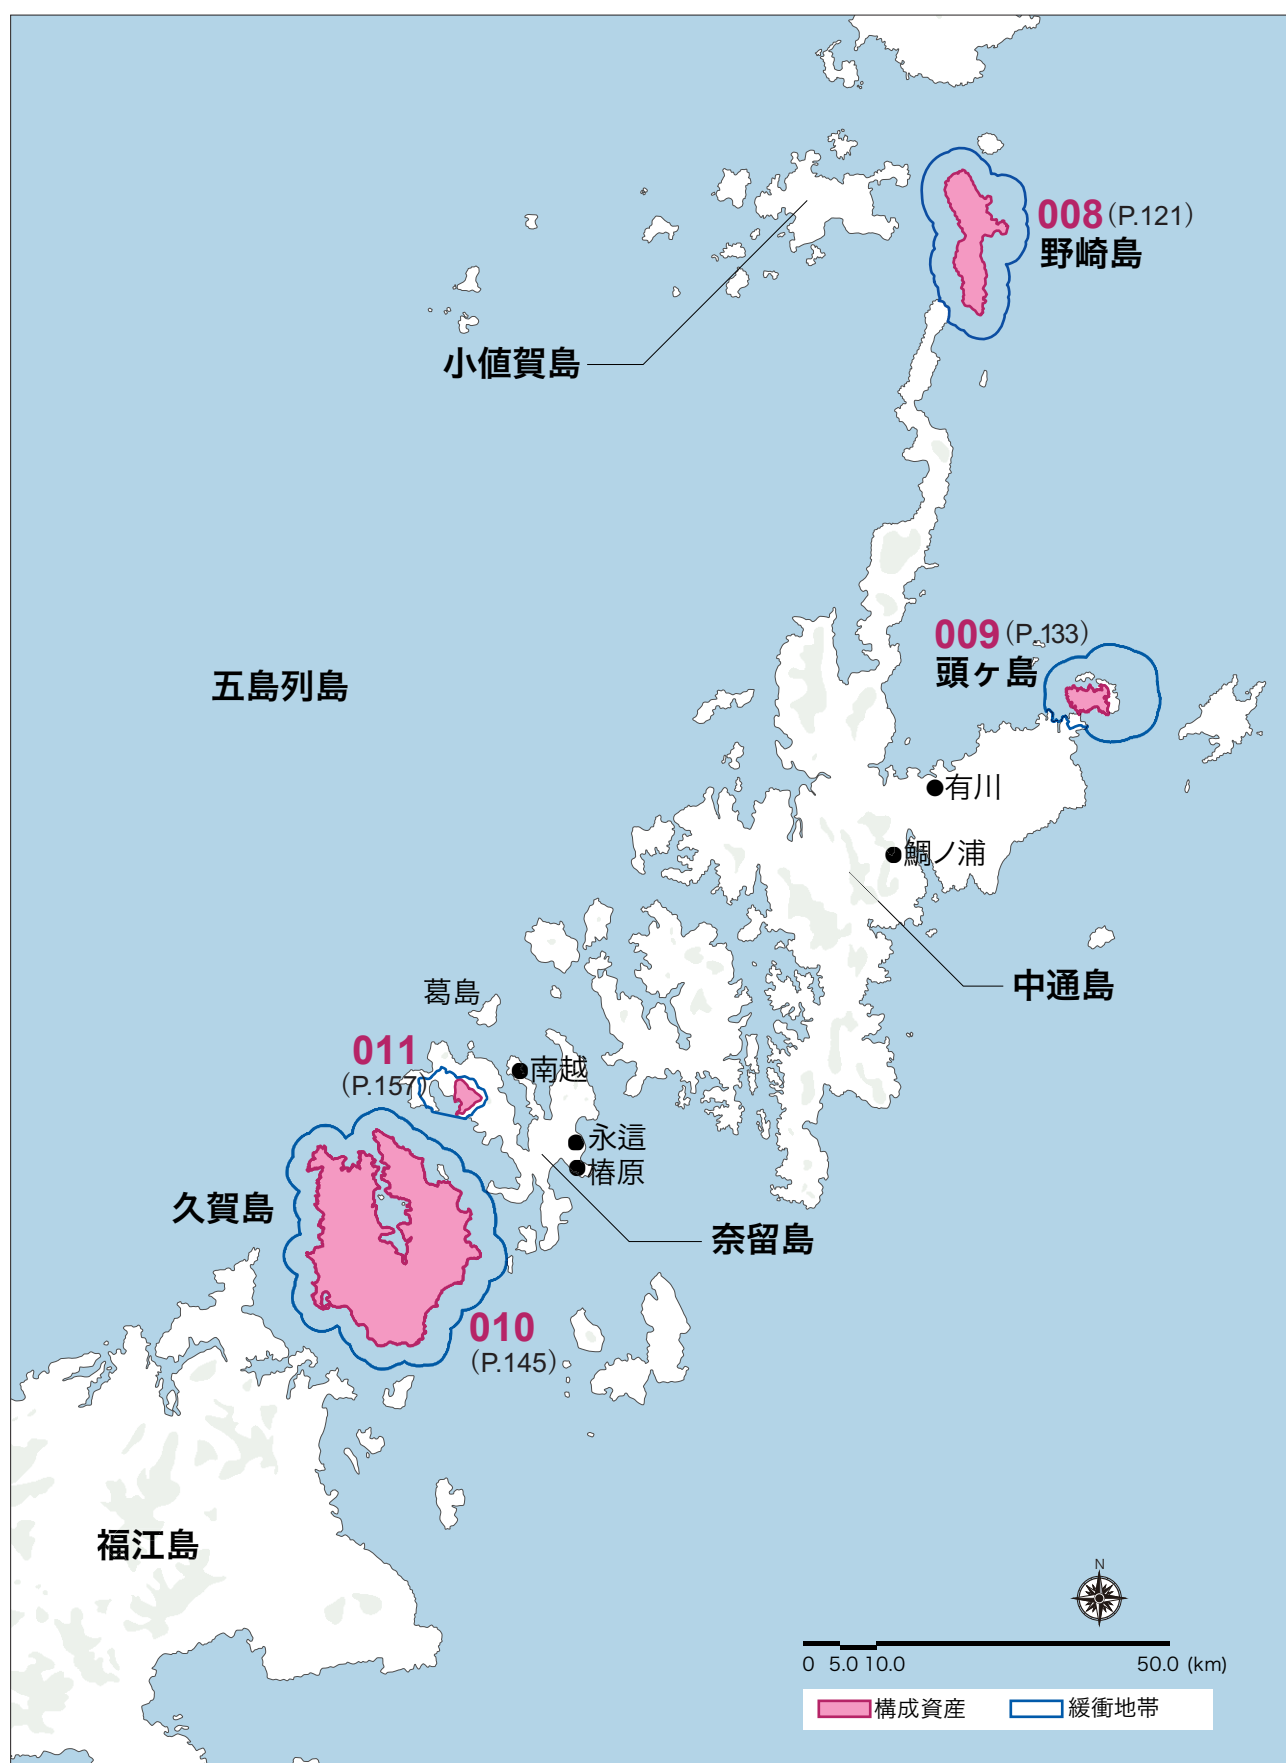 008(P.121)
野崎島
小値賀島
009(P.133)
頭ヶ島
五島列島
有川
鯛ノ浦
中通島
葛島
011
(P.157)
南越
永這
椿原
久賀島
奈留島
010
(P.145)
福江島
N
0 5.0 10.0 50.0 (km)
構成資産 緩衝地帯